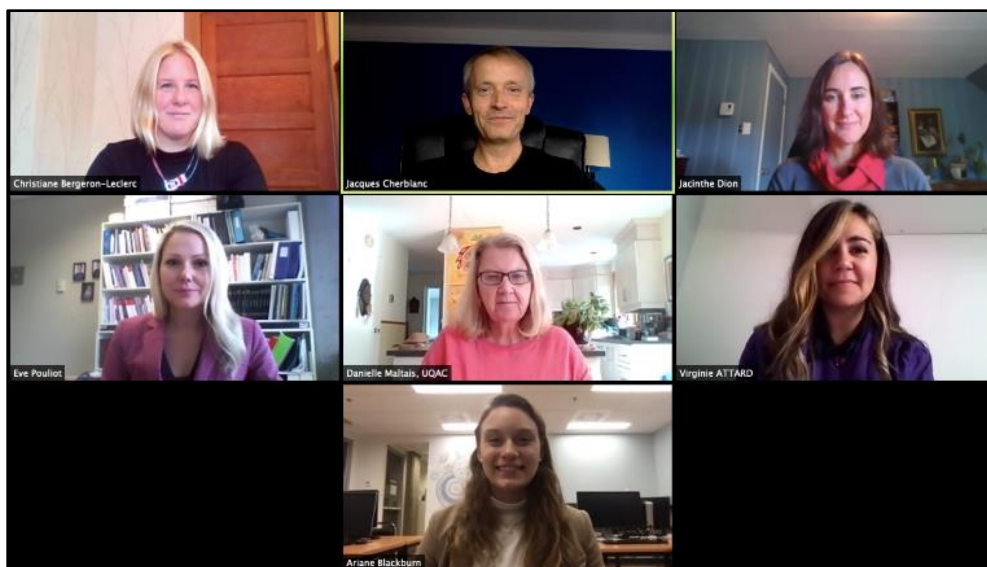 Christiane Bergeron-Leclerc
Jacques Cherblanc
Jacinthe Dion
Eve Pouliot
Danielle Maltais, UQAC
Virginie ATTARD
Ariane Blackburn